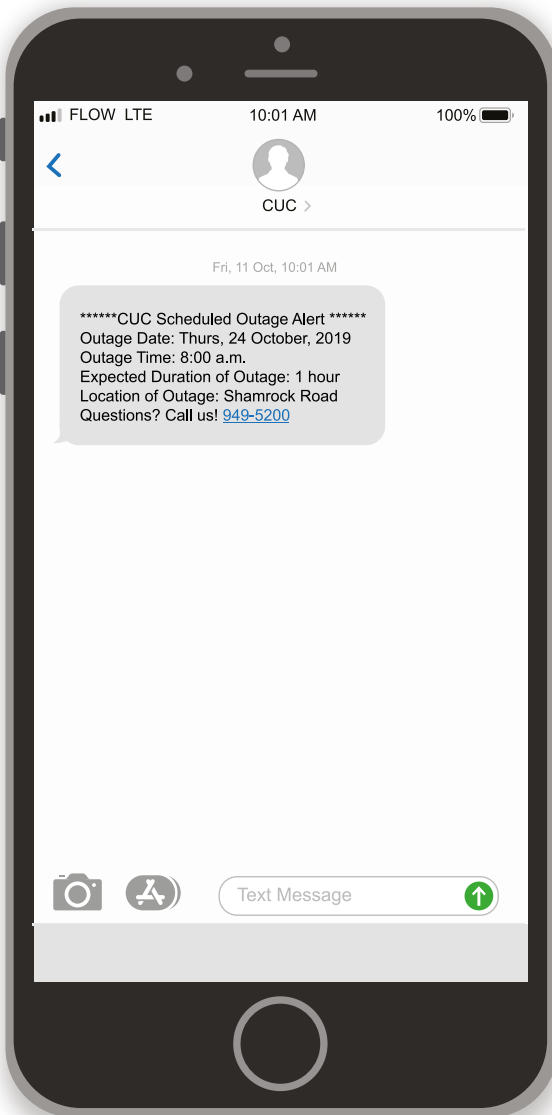 FLOW LTE 10:01 AM 100%
CUC
Fri, 11 Oct, 10:01 AM
******CUC Scheduled Outage Alert ******
Outage Date: Thurs, 24 October, 2019
Outage Time: 8:00 a.m.
Expected Duration of Outage: 1 hour
Location of Outage: Shamrock Road
Questions? Call us! 949-5200
Text Message